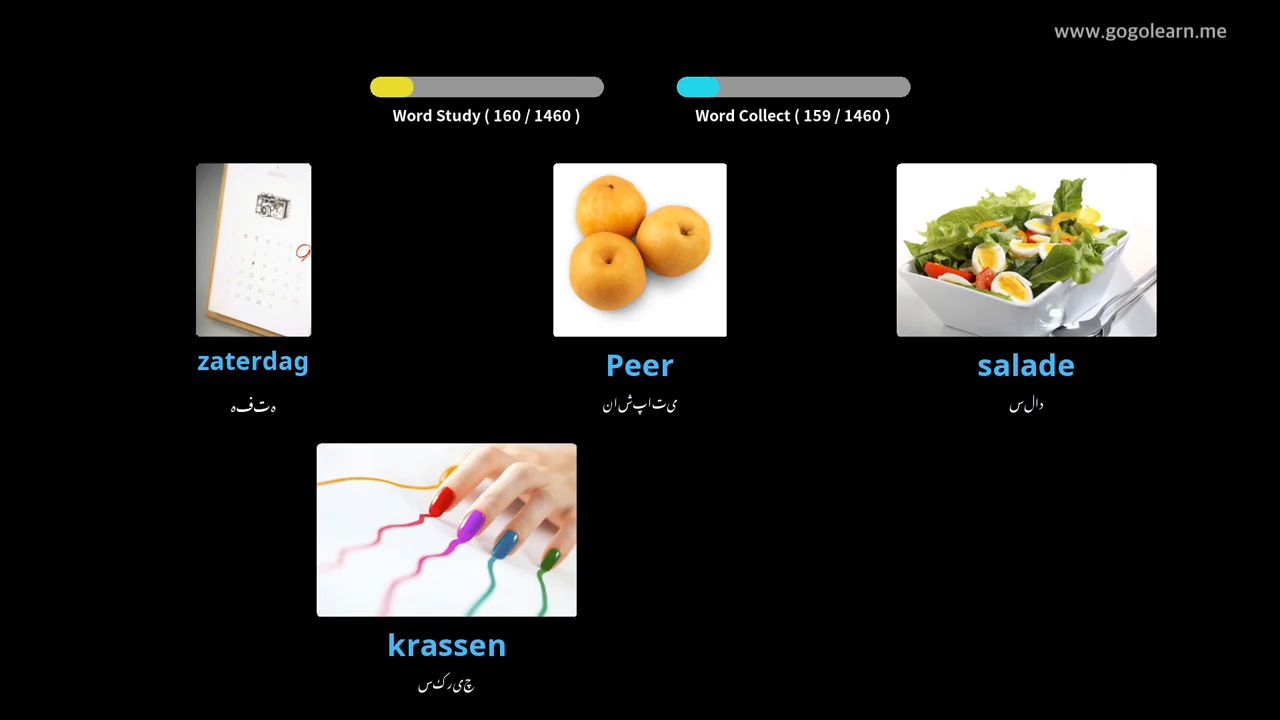 www.gogolearn.me
Word Study ( 160 / 1460 )
Word Collect ( 159 / 1460 )
zaterdag
ہفتہ
Peer
ناشپاتی
salade
سلاد
krassen
سکریچ